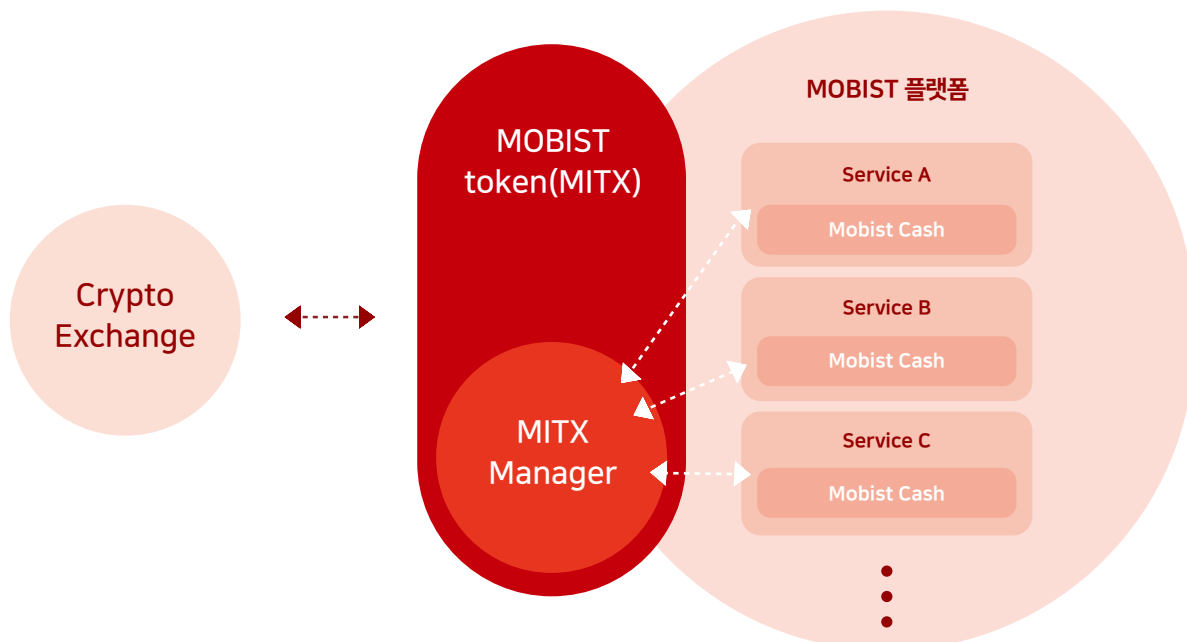 Crypto
Exchange
MOBIST
token(MITX)
MITX
Manager
MOBIST 플랫폼
Service A
Mobist Cash
Service B
Mobist Cash
Service C
Mobist Cash